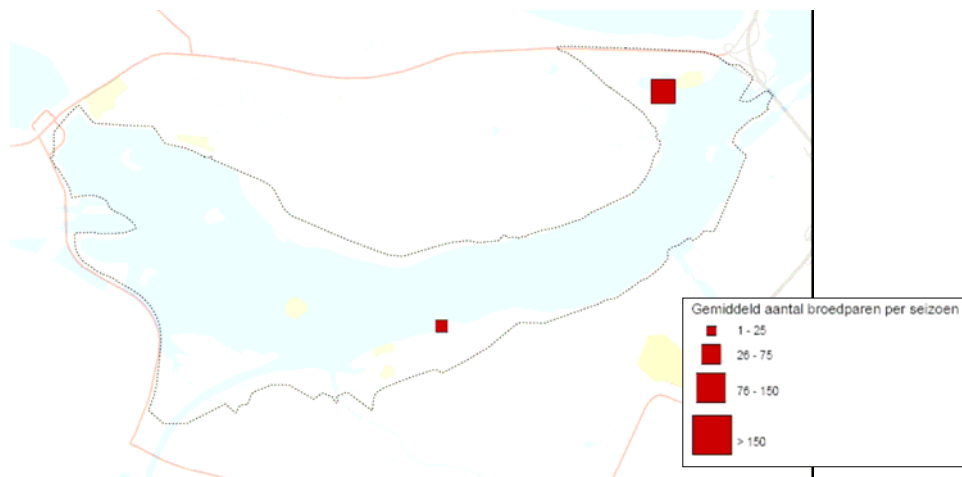 Gemiddeld aantal broedparen per seizoen
1 - 25
26 - 75
76 - 150
> 150